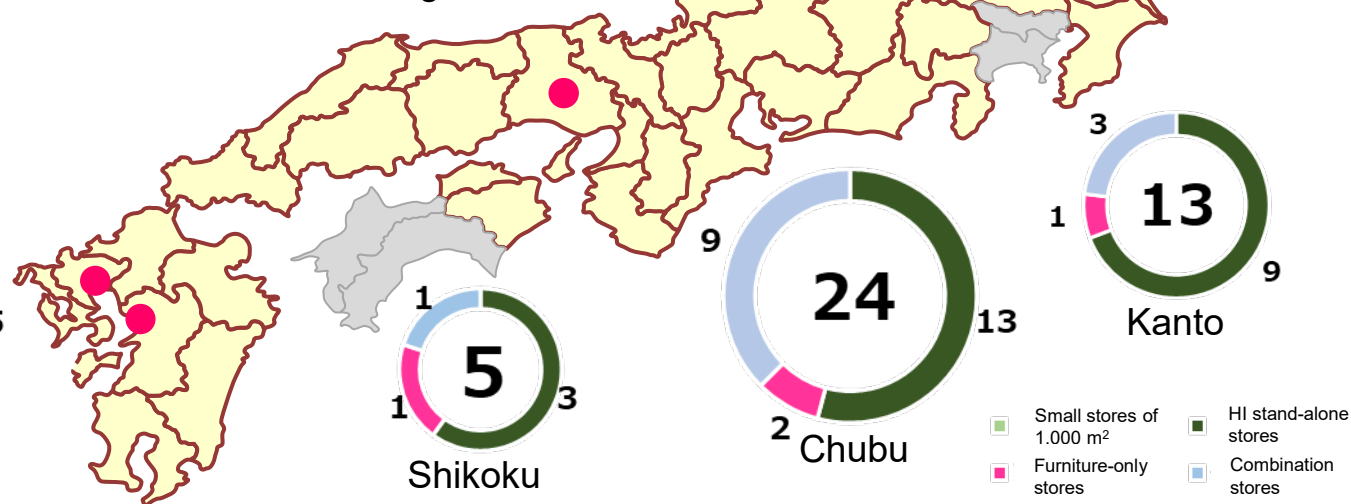 3
1
13
9
Kanto
9
24
13
2
Chubu
1
5
1
3
Shikoku
Small stores of
1.000 m²
HI stand-alone
stores
Furniture-only
stores
Combination
stores